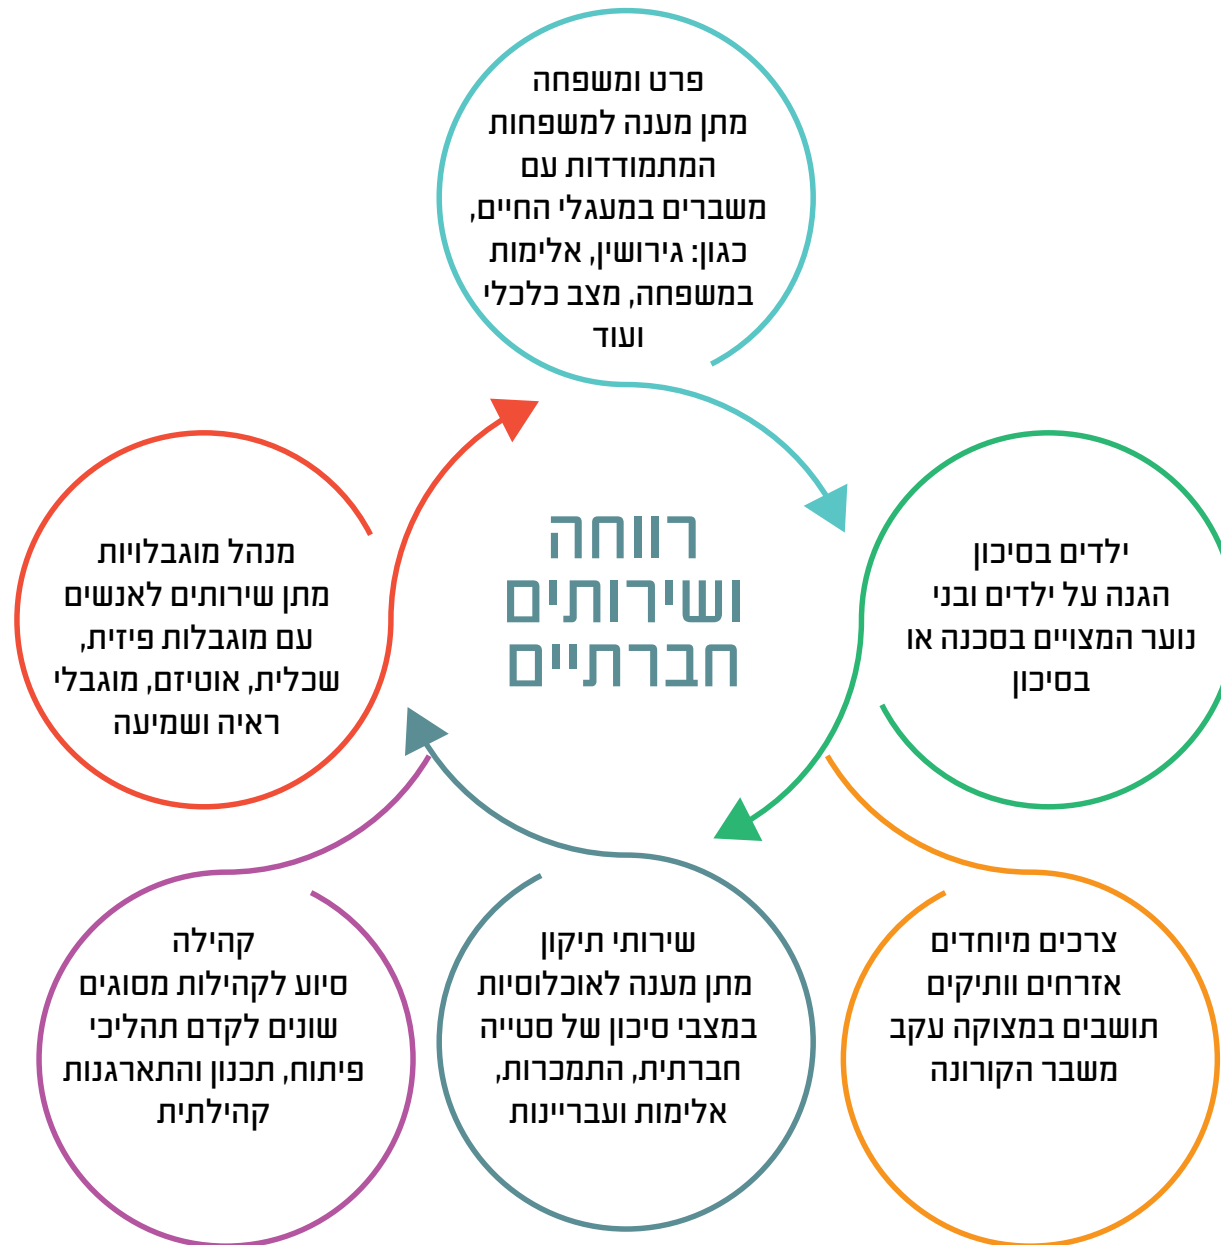 פרט ומשפחה
מתן מענה למשפחות
המתמודדות עם
משברים במעגלי החיים,
כגון: גירושין, אלימות
במשפחה, מצב כלכלי
ועוד
רווחה
ושירותים
חברתיים
ילדים בסיכון
הגנה על ילדים ובני
נוער המצויים בסכנה או
בסיכון
מנהל מוגבלויות
מתן שירותים לאנשים
עם מוגבלות פיזית,
שכלית, אוטיזם, מוגבלי
ראיה ושמיעה
צרכים מיוחדים
אזרחים וותיקים
תושבים במצוקה עקב
משבר הקורונה
שירותי תיקון
מתן מענה לאוכלוסיות
במצבי סיכון של סטייה
חברתית, התמכרות,
אלימות ועבריינות
קהילה
סיוע לקהילות מסוגים
שונים לקדם תהליכי
פיתוח, תכנון והתארגנות
קהילתית